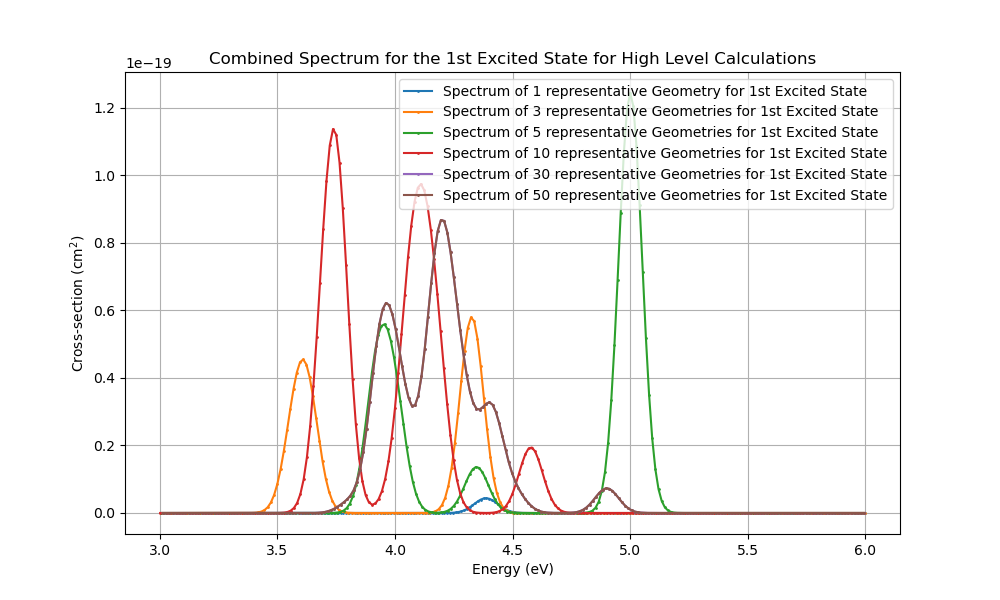 Combined Spectrum for the 1st Excited State for High Level Calculations
1e−19
Spectrum of 1 representative Geometry for 1st Excited State
Spectrum of 3 representative Geometries for 1st Excited State
Spectrum of 5 representative Geometries for 1st Excited State
Spectrum of 10 representative Geometries for 1st Excited State
Spectrum of 30 representative Geometries for 1st Excited State
Spectrum of 50 representative Geometries for 1st Excited State
1.2
1.0
0.8
0.6
0.4
0.2
0.0
Cross-section (cm²)
3.0 3.5 4.0 4.5 5.0 5.5 6.0
Energy (eV)